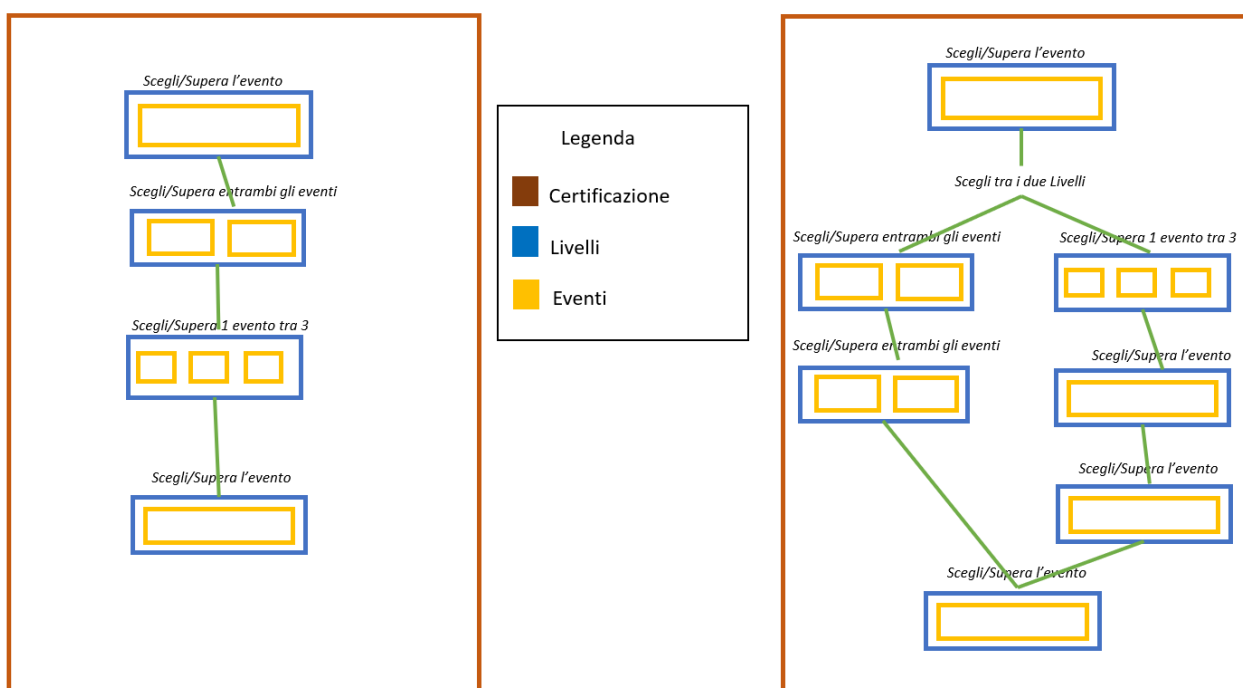 Scegli/Supera l'evento
Scegli/Supera entrambi gli eventi
Scegli/Supera 1 evento tra 3
Scegli/Supera l'evento
Legenda
Certificazione
Livelli
Eventi
Scegli/Supera l'evento
Scegli tra i due Livelli
Scegli/Supera entrambi gli eventi
Scegli/Supera 1 evento tra 3
Scegli/Supera entrambi gli eventi
Scegli/Supera l'evento
Scegli/Supera l'evento
Scegli/Supera l'evento